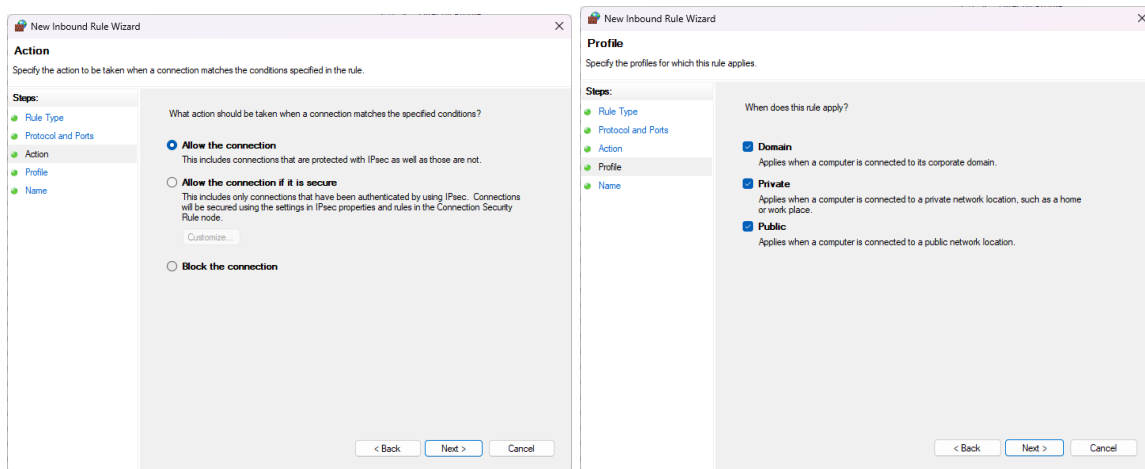 New Inbound Rule Wizard
Action
Specify the action to be taken when a connection matches the conditions specified in the rule.
Steps:
Rule Type
Protocol and Ports
Action
Profile
Name
What action should be taken when a connection matches the specified conditions?
Allow the connection
This includes connections that are protected with IPsec as well as those are not.
Allow the connection if it is secure
This includes only connections that have been authenticated by using IPsec. Connections
will be secured using the settings in IPsec properties and rules in the Connection Security
Rule node.
Customize...
Block the connection
< Back
Next >
Cancel
New Inbound Rule Wizard
Profile
Specify the profiles for which this rule applies.
Steps:
Rule Type
Protocol and Ports
Action
Profile
Name
When does this rule apply?
Domain
Applies when a computer is connected to its corporate domain.
Private
Applies when a computer is connected to a private network location, such as a home
or work place.
Public
Applies when a computer is connected to a public network location.
< Back
Next >
Cancel